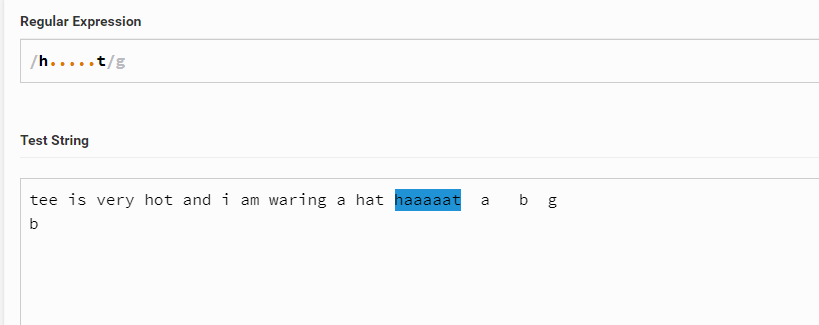 Regular Expression
/h.....t/g
Test String
tee is very hot and i am waring a hat haaaaat  a   b  g
b